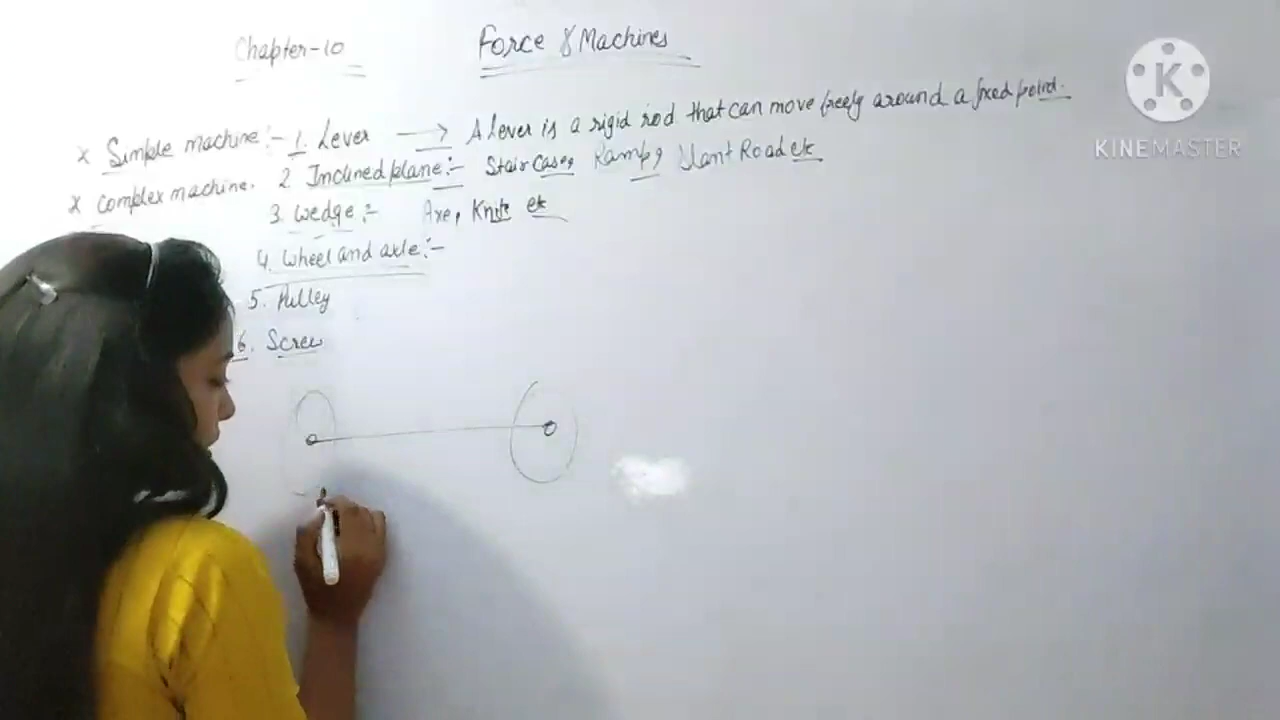 Chapter-10 Force & Machines
x Simple machine:- 1. Lever → A Lever is a rigid rod that can move freely around a fixed point.
x Complex machine. 2. Inclined plane:- Stair Case, Ramp, Slant Road etc
3. Wedge:- Axe, Knife etc
4. Wheel and axle:-
5. Pulley
6. Screw
K
KINEMASTER